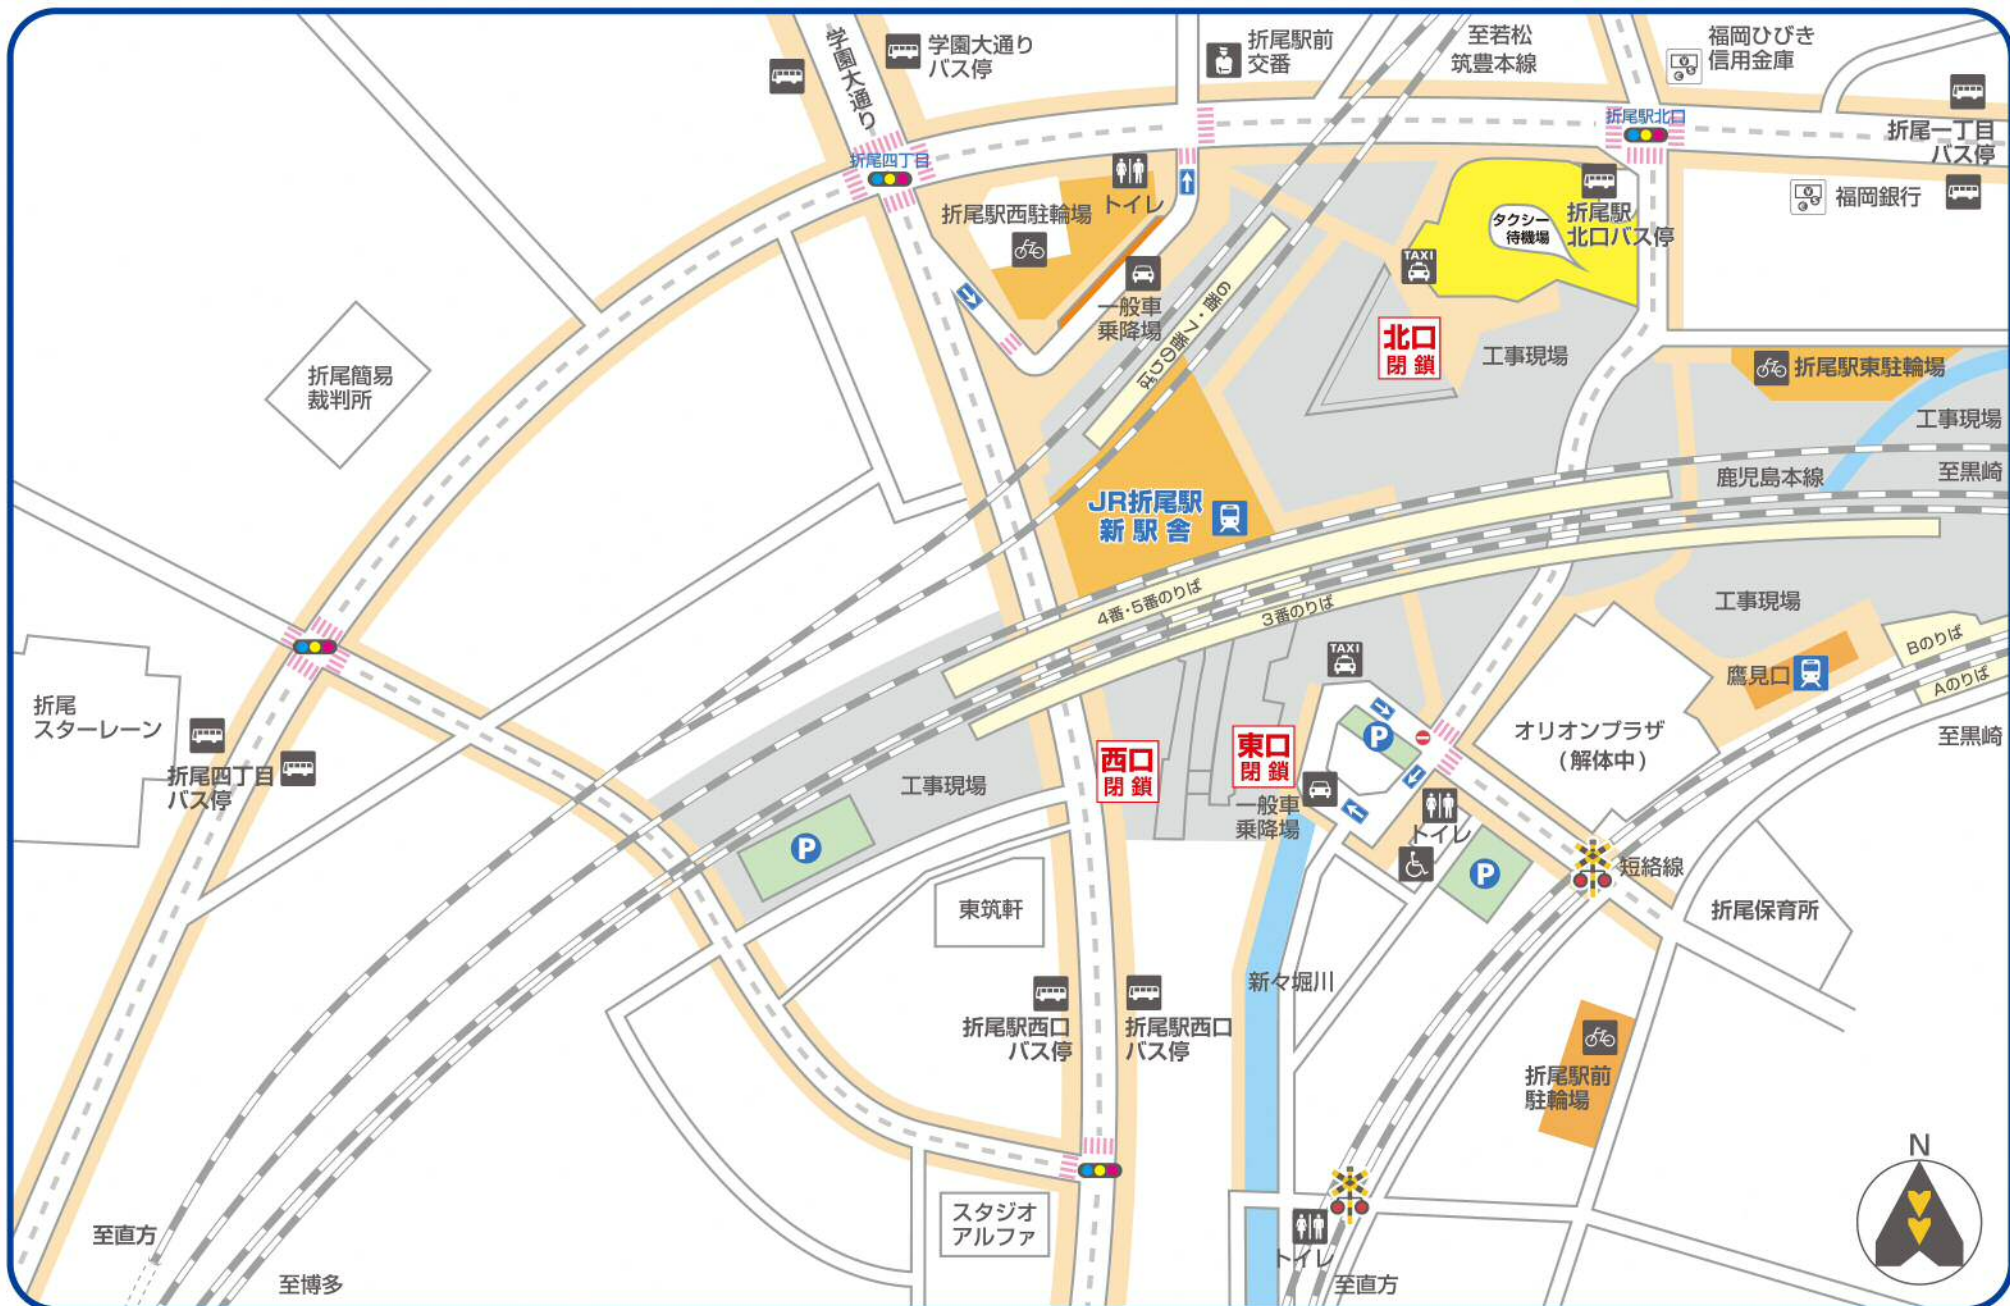 学園大通り
学園大通り
バス停
折尾駅前
交番
至若松
筑豊本線
福岡ひびき
信用金庫
折尾駅北口
折尾一丁目
バス停
折尾四丁目
トイレ
折尾駅西駐輪場
福岡銀行
タクシー
待機場
折尾駅
北口バス停
TAXI
一般車
乗降場
6番・7番のりば
北口
閉鎖
工事現場
折尾駅東駐輪場
折尾簡易
裁判所
工事現場
鹿児島本線
至黒崎
JR折尾駅
新駅舎
4番・5番のりば
3番のりば
工事現場
Bのりば
Aのりば
TAXI
鷹見口
至黒崎
折尾
スターレーン
オリオンプラザ
(解体中)
P
西口
閉鎖
東口
閉鎖
折尾四丁目
バス停
工事現場
一般車
乗降場
トイレ
P
P
短絡線
東筑軒
折尾保育所
新々堀川
折尾駅西口
バス停
折尾駅西口
バス停
折尾駅前
駐輪場
N
スタジオ
アルファ
至直方
トイレ
至博多
至直方